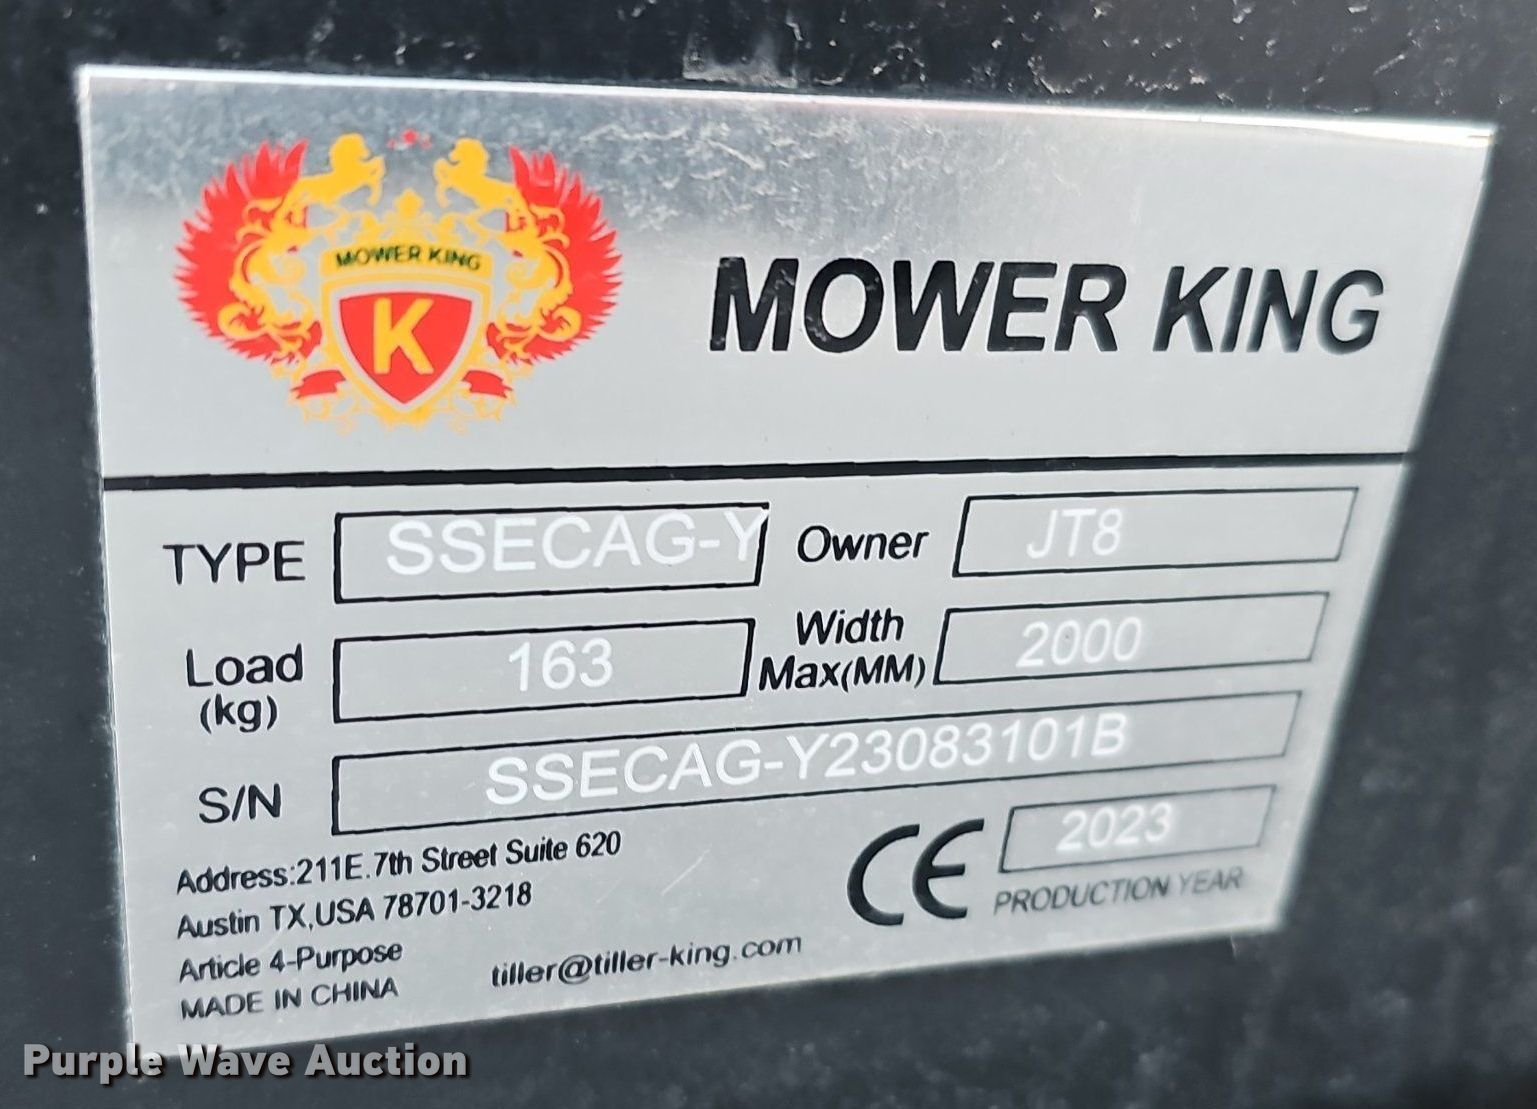 MOWER KING
K
MOWER KING
TYPE SSECAG-Y Owner JT8
Load (kg) 163 Width Max(MM) 2000
S/N SSECAG-Y23083101B
Address:211E.7th Street Suite 620
Austin TX,USA 78701-3218
Article 4-Purpose
MADE IN CHINA
tiller@tiller-king.com
CE 2023
PRODUCTION YEAR
Purple Wave Auction